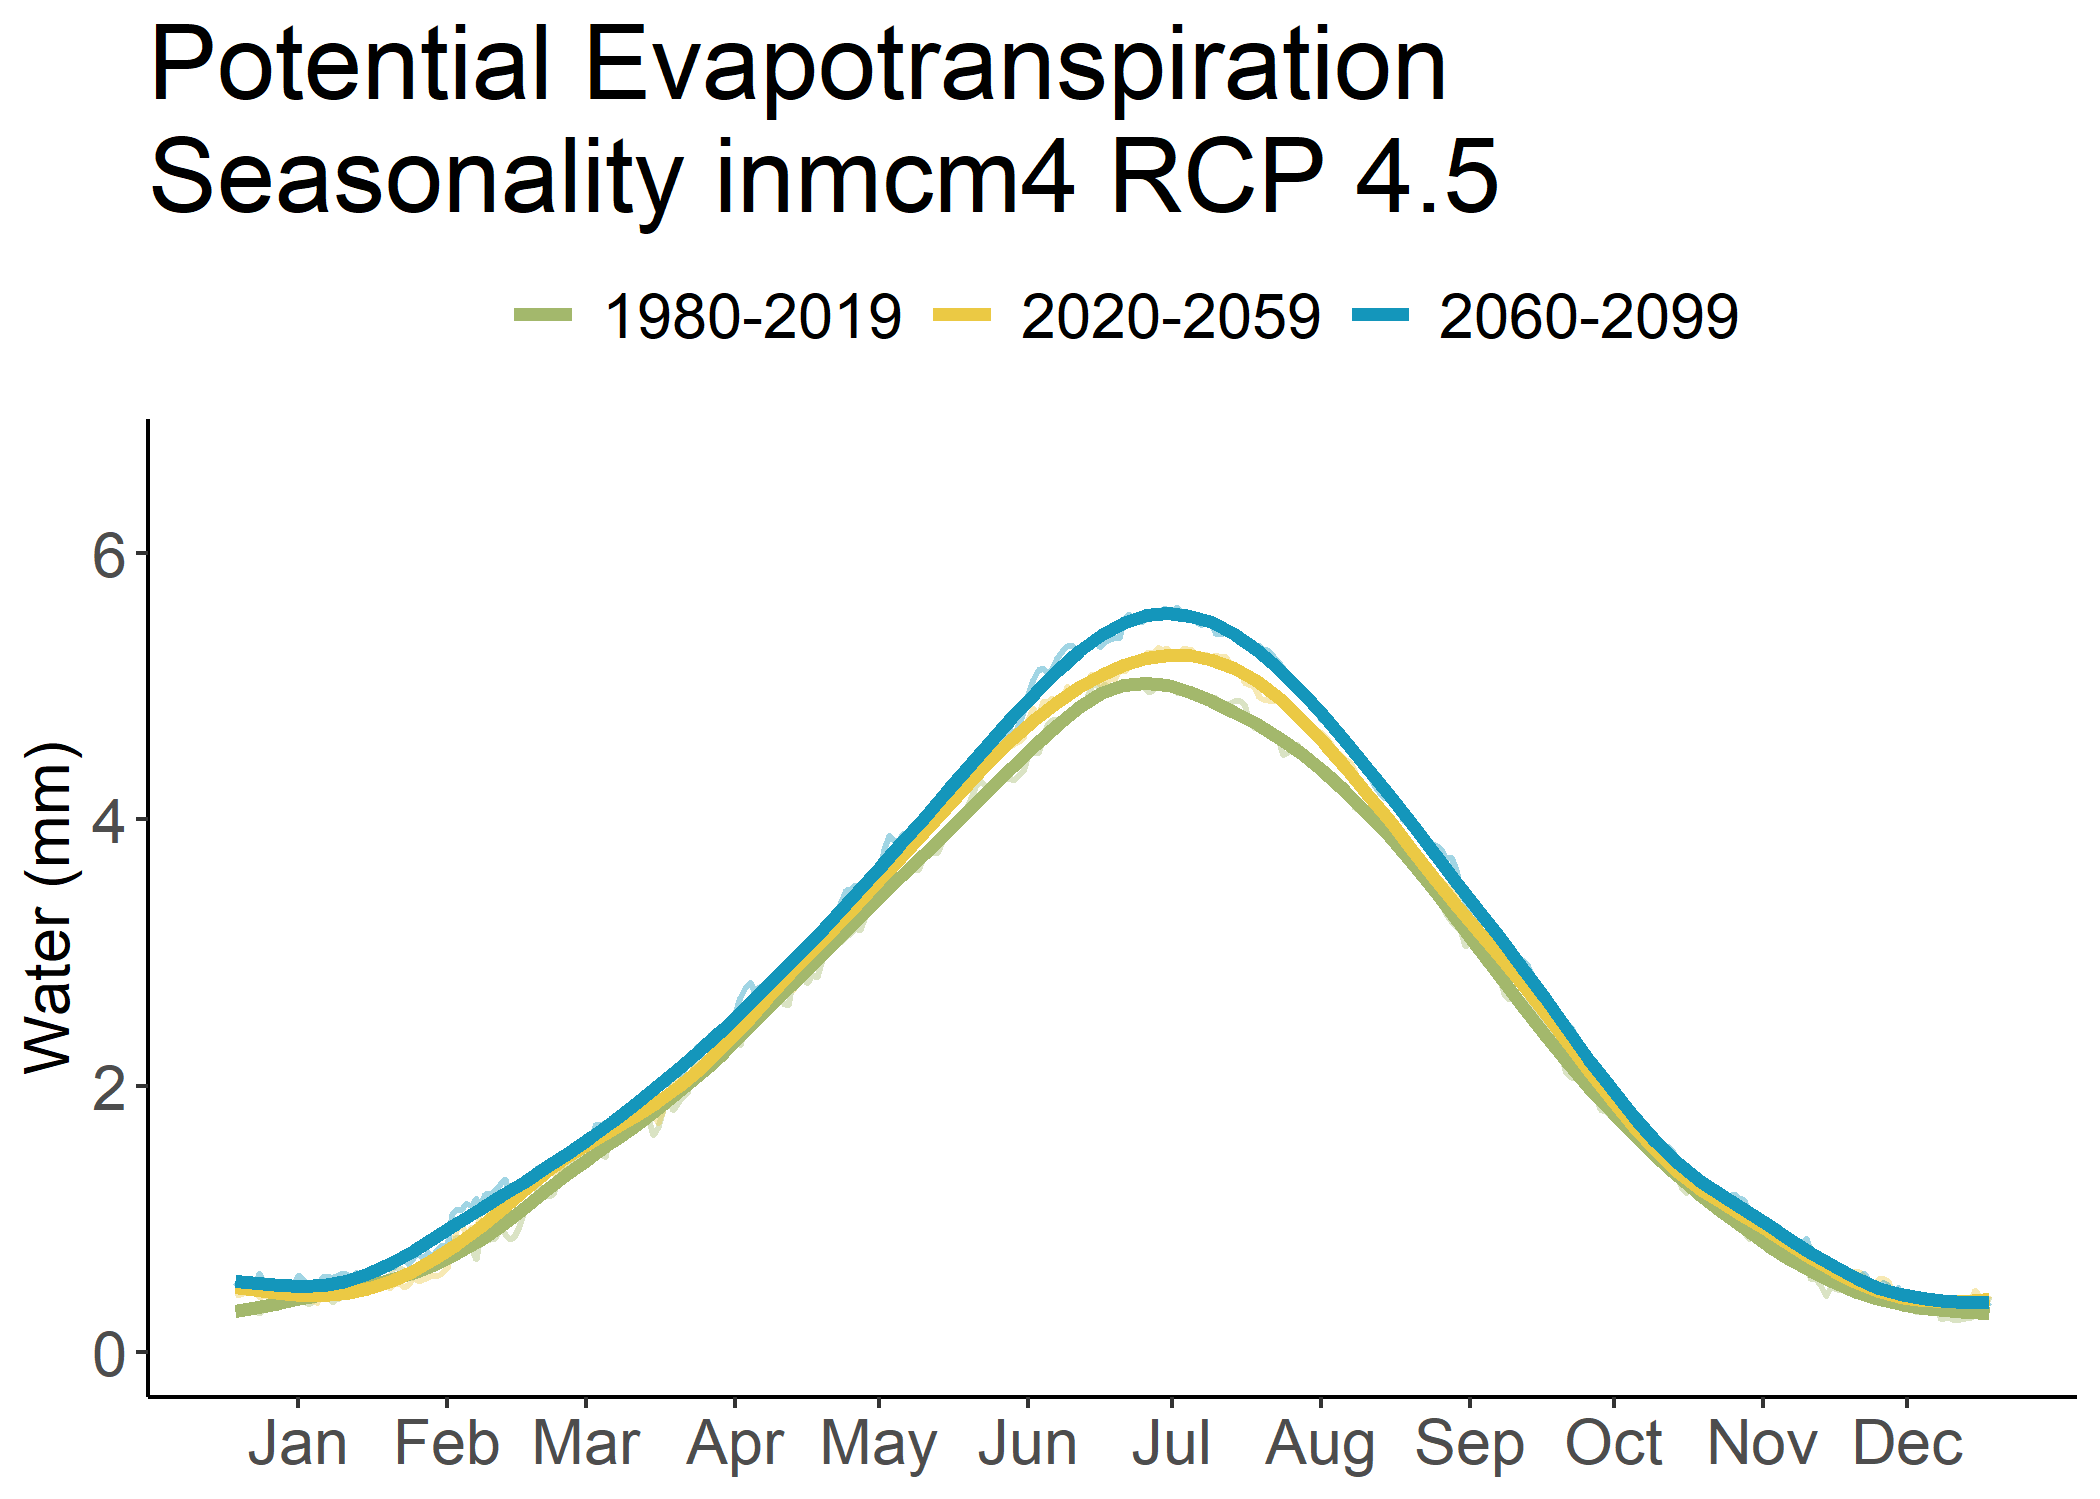 Potential Evapotranspiration
Seasonality inmcm4 RCP 4.5
1980-2019 2020-2059 2060-2099
Water (mm)
6
4
2
0
Jan Feb Mar Apr May Jun Jul Aug Sep Oct Nov Dec